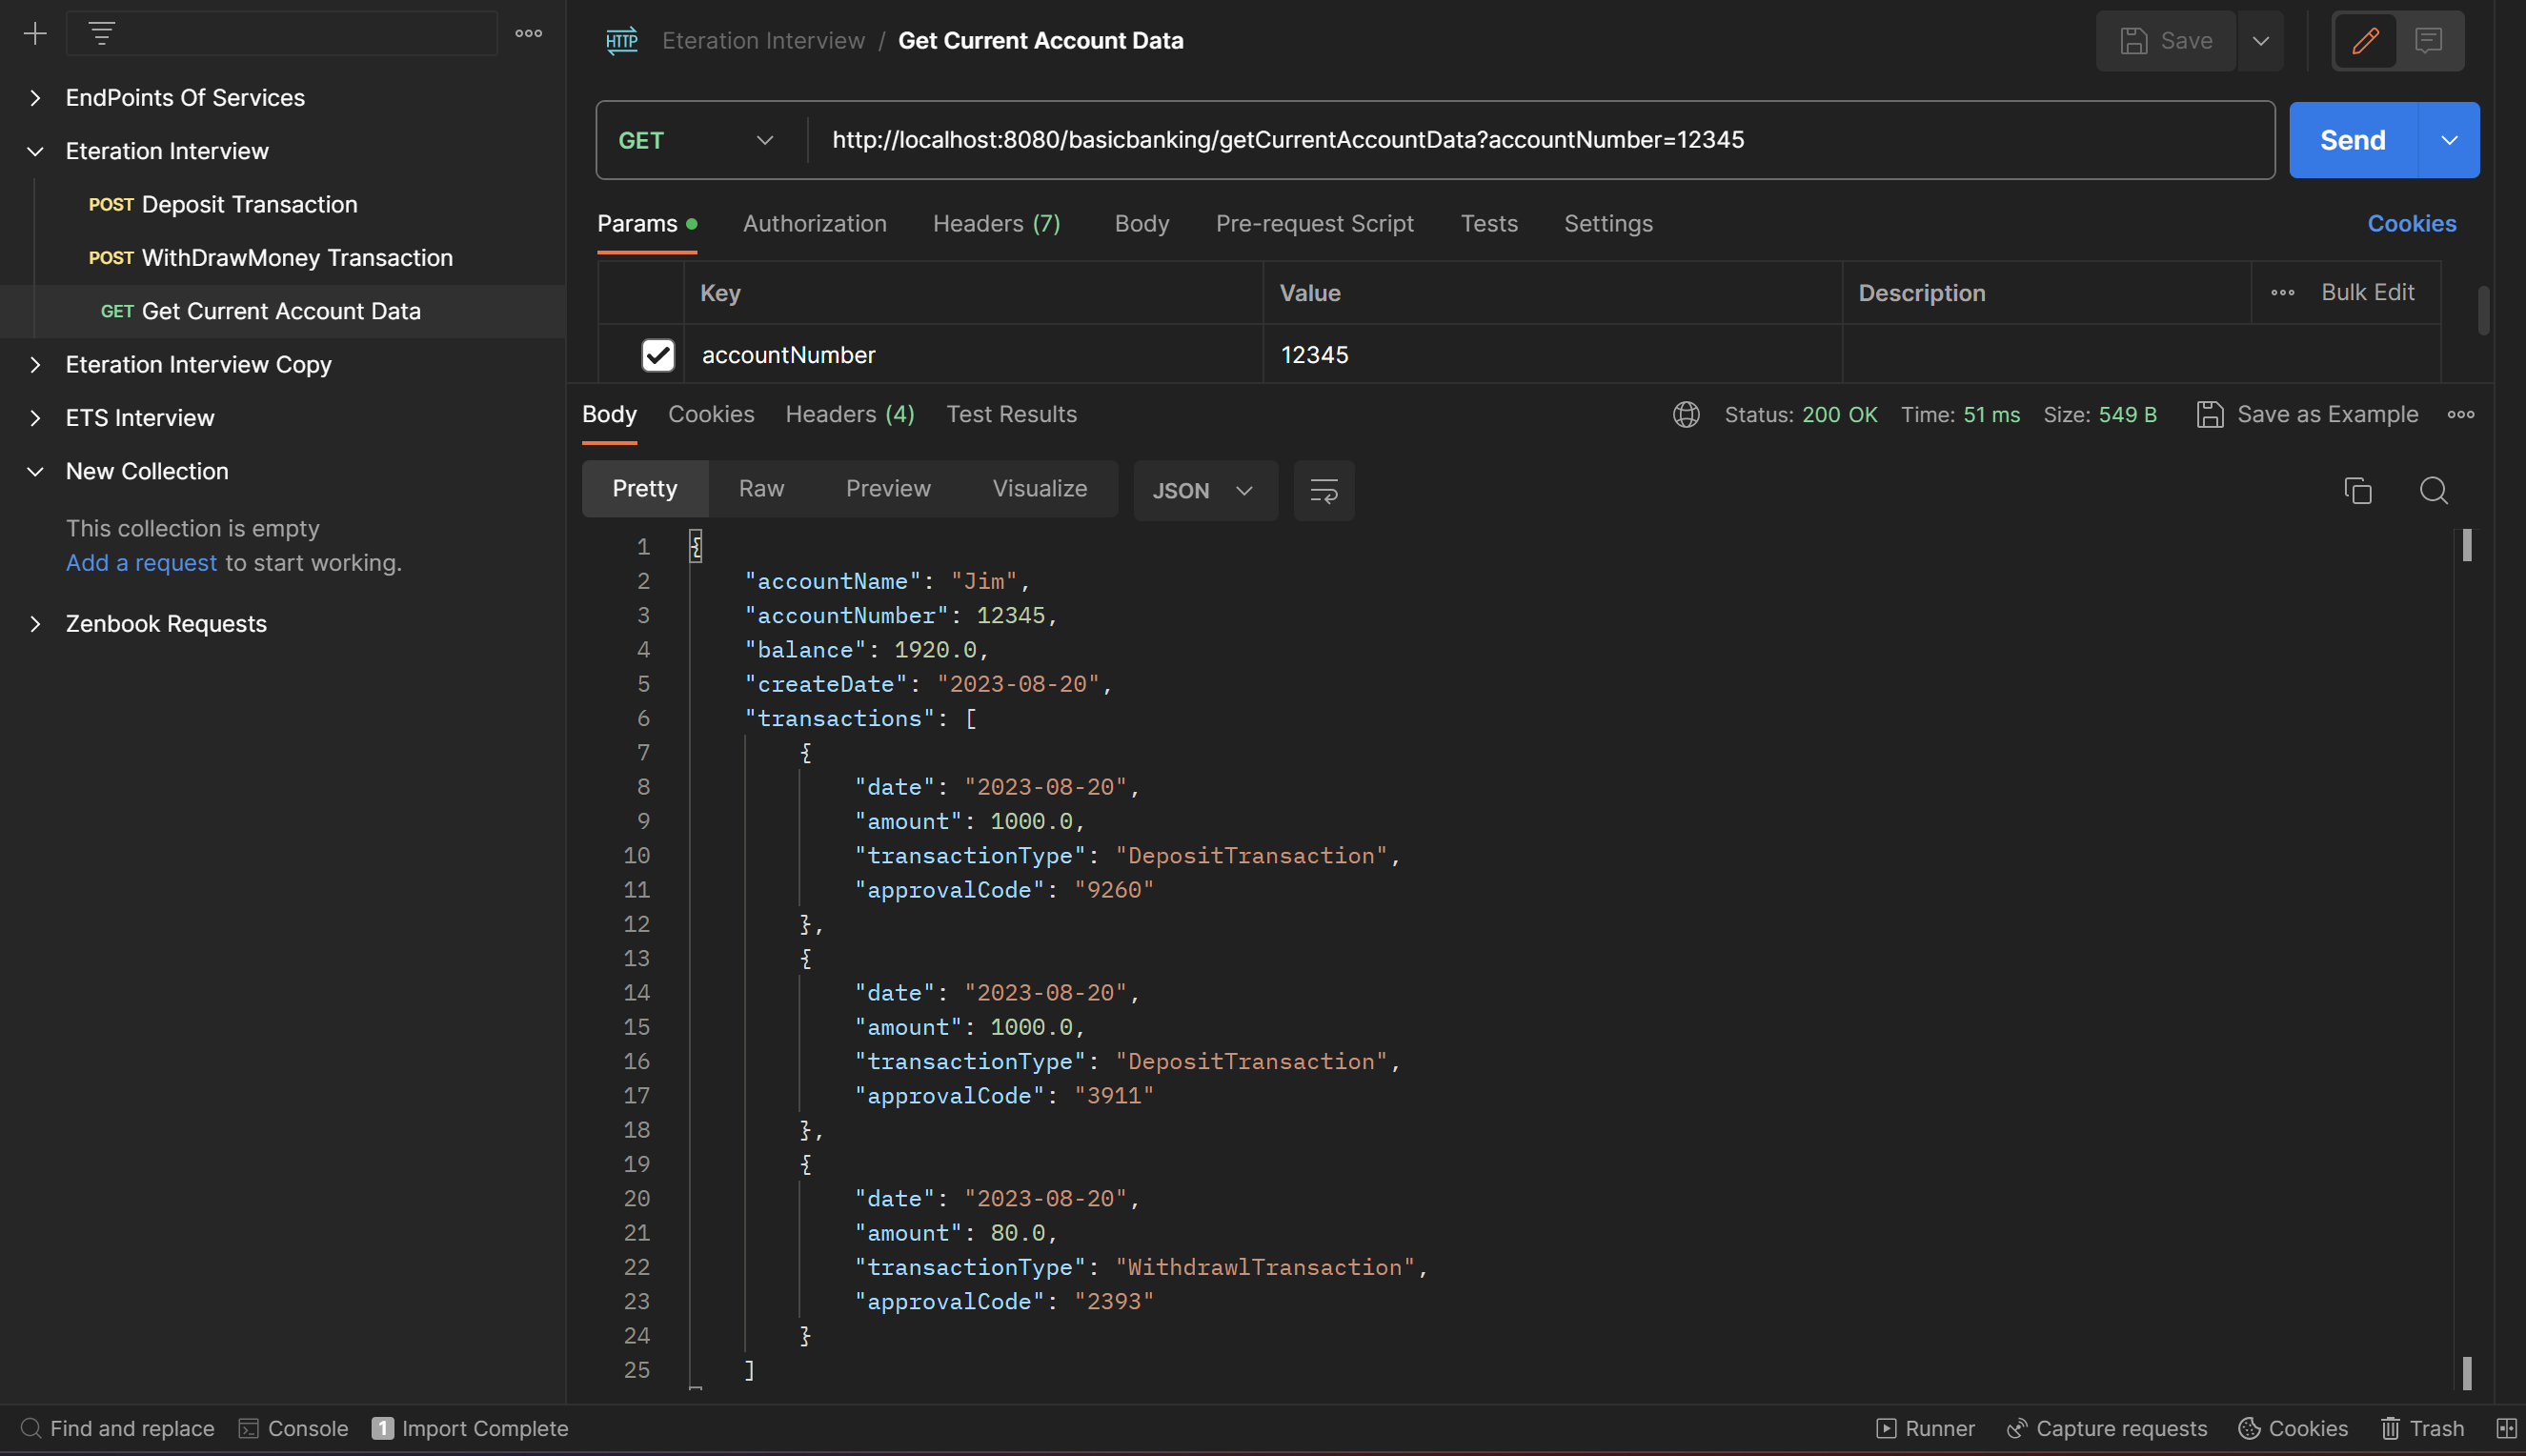 EndPoints Of Services
Eteration Interview
POST Deposit Transaction
POST WithDrawMoney Transaction
GET Get Current Account Data
Eteration Interview Copy
ETS Interview
New Collection
This collection is empty
Add a request to start working.
Zenbook Requests
HTTP Eteration Interview / Get Current Account Data
Save
GET http://localhost:8080/basicbanking/getCurrentAccountData?accountNumber=12345
Send
Params Authorization Headers (7) Body Pre-request Script Tests Settings Cookies
Key Value Description Bulk Edit
accountNumber 12345
Body Cookies Headers (4) Test Results Status: 200 OK Time: 51 ms Size: 549 B Save as Example
Pretty Raw Preview Visualize JSON
1 {
2 "accountName": "Jim",
3 "accountNumber": 12345,
4 "balance": 1920.0,
5 "createDate": "2023-08-20",
6 "transactions": [
7 {
8 "date": "2023-08-20",
9 "amount": 1000.0,
10 "transactionType": "DepositTransaction",
11 "approvalCode": "9260"
12 },
13 {
14 "date": "2023-08-20",
15 "amount": 1000.0,
16 "transactionType": "DepositTransaction",
17 "approvalCode": "3911"
18 },
19 {
20 "date": "2023-08-20",
21 "amount": 80.0,
22 "transactionType": "WithdrawlTransaction",
23 "approvalCode": "2393"
24 }
25 ]
Find and replace Console 1 Import Complete Runner Capture requests Cookies Trash